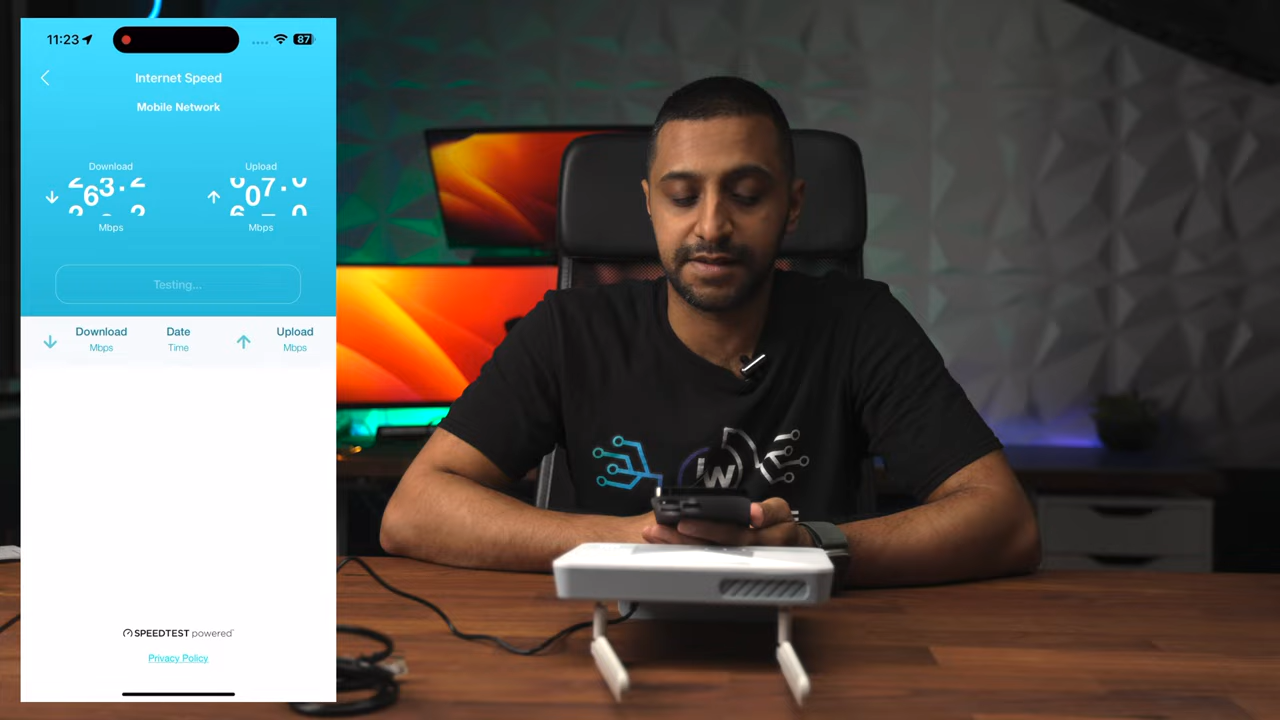 11:23
87
Internet Speed
Mobile Network
Download
Upload
Mbps
Mbps
Testing...
Download
Date
Upload
Mbps
Time
Mbps
SPEEDTEST powered
Privacy Policy